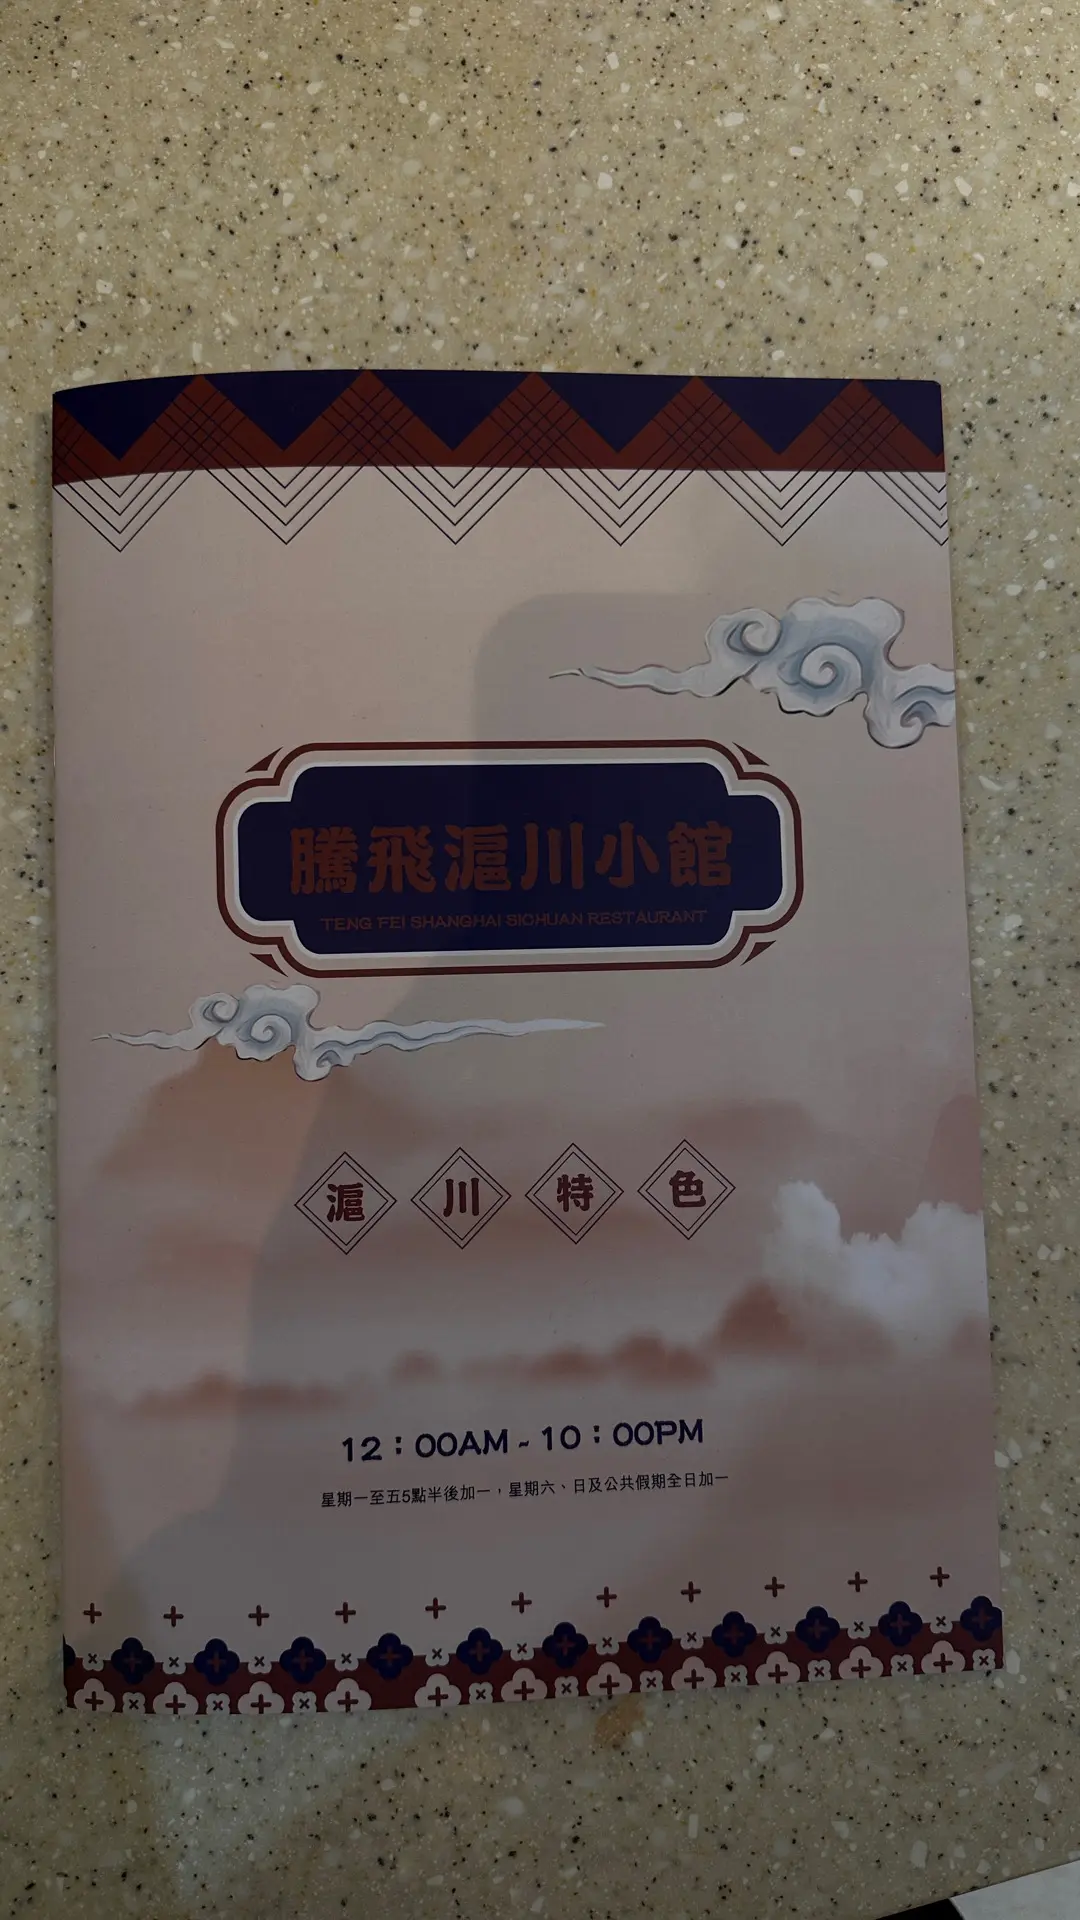 騰飛滬川小館
TENG FEI SHANGHAI SICHUAN RESTAURANT
滬川特色
12：00AM ~ 10：00PM
星期一至五5點半後加一，星期六、日及公共假期全日加一